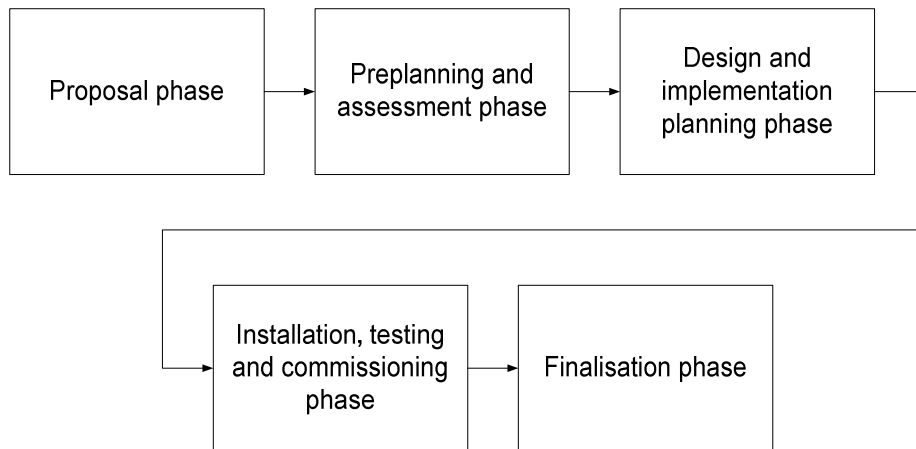 Proposal phase
Preplanning and
assessment phase
Design and
implementation
planning phase
Installation, testing
and commissioning
phase
Finalisation phase